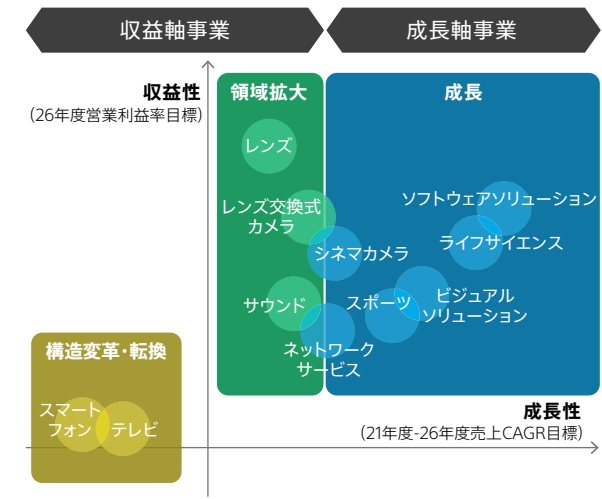 収益軸事業
成長軸事業
収益性
(26年度営業利益率目標)
領域拡大
成長
レンズ
レンズ交換式
カメラ
シネマカメラ
ソフトウェアソリューション
ライフサイエンス
サウンド
スポーツ
ビジュアル
ソリューション
ネットワーク
サービス
構造変革・転換
スマート
フォン
テレビ
成長性
(21年度-26年度売上CAGR目標)